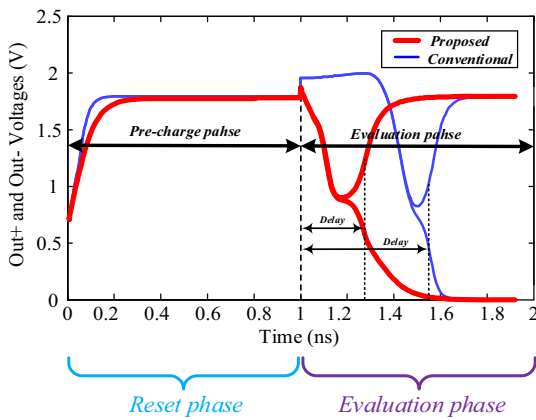 Out+ and Out- Voltages (V)
2.5
2
1.5
1
0.5
0
Proposed
Conventional
Pre-charge pahse
Evaluation pahse
Delay
Delay
0 0.2 0.4 0.6 0.8 1 1.2 1.4 1.6 1.8 2
Time (ns)
Reset phase
Evaluation phase